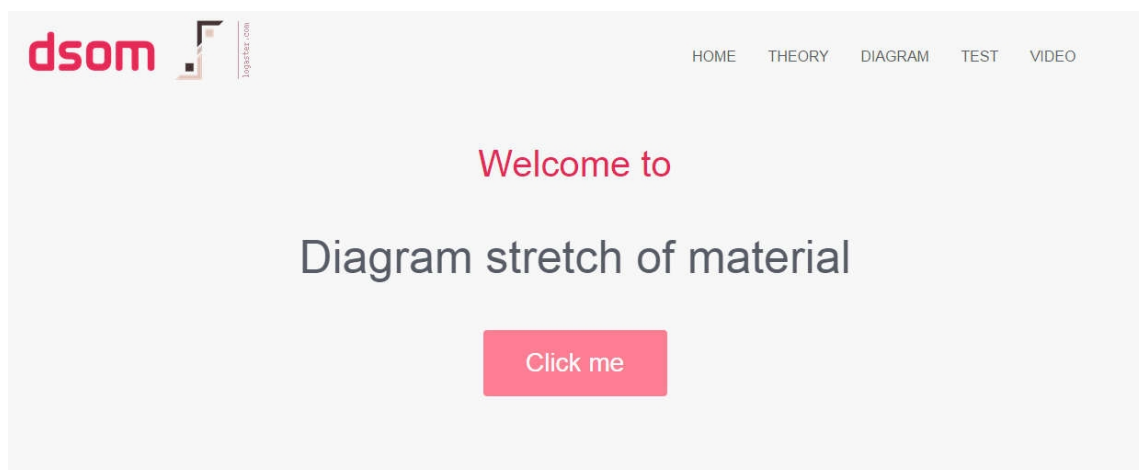 dsom
logaster.com
HOME THEORY DIAGRAM TEST VIDEO
Welcome to
Diagram stretch of material
Click me